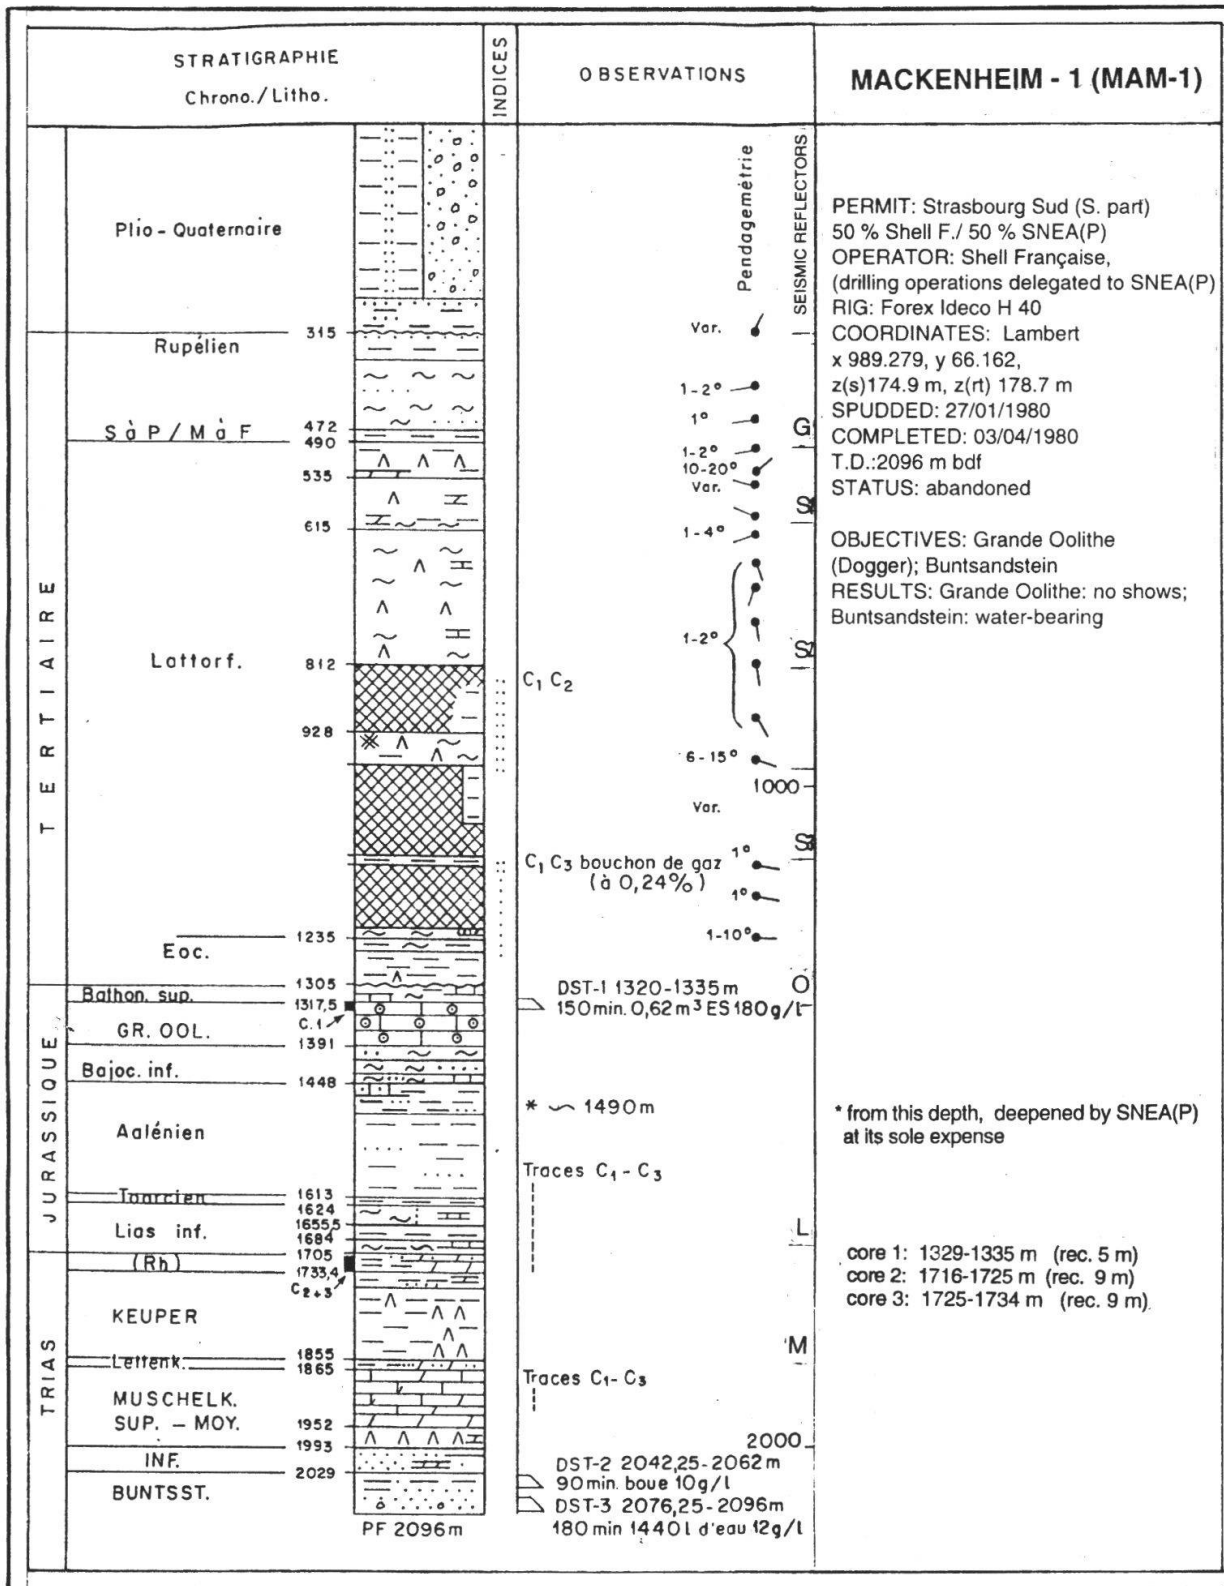 STRATIGRAPHIE
Chrono./Litho.
INDICES
OBSERVATIONS
MACKENHEIM - 1 (MAM-1)
Pendagemétrie
SEISMIC REFLECTORS
TERTIAIRE
JURASSIQUE
TRIAS
Plio-Quaternaire
315
Rupélien
S à P / M à F
472
490
535
615
Lattorf.
812
928
1235
Eoc.
1305
Bathon. sup.
1317,5
C.1
GR. OOL.
1391
Bajoc. inf.
1448
Aalénien
1613
Toarcien
1624
1655,5
Lias inf.
1684
1705
(Rh)
1733,4
C2+3
KEUPER
1855
Lettenk.
1865
MUSCHELK.
SUP. – MOY.
1952
1993
INF.
2029
BUNTSST.
PF 2096m
C1 C2
C1 C3 bouchon de gaz
(à 0,24%)
DST-1 1320-1335m
150min. 0,62m³ ES 180g/l
* 1490m
Traces C1-C3
Traces C1-C3
DST-2 2042,25-2062m
90min. boue 10g/l
DST-3 2076,25-2096m
180min 1440l d'eau 12g/l
Var.
1-2°
1°
1-2°
10-20°
Var.
1-4°
1-2°
6-15°
1000
Var.
1°
1°
1-10°
2000
G
O
L
M
PERMIT: Strasbourg Sud (S. part)
50 % Shell F./ 50 % SNEA(P)
OPERATOR: Shell Française,
(drilling operations delegated to SNEA(P)
RIG: Forex Ideco H 40
COORDINATES: Lambert
x 989.279, y 66.162,
z(s)174.9 m, z(rt) 178.7 m
SPUDDED: 27/01/1980
COMPLETED: 03/04/1980
T.D.:2096 m bdf
STATUS: abandoned
OBJECTIVES: Grande Oolithe
(Dogger); Buntsandstein
RESULTS: Grande Oolithe: no shows;
Buntsandstein: water-bearing
* from this depth, deepened by SNEA(P)
at its sole expense
core 1: 1329-1335 m (rec. 5 m)
core 2: 1716-1725 m (rec. 9 m)
core 3: 1725-1734 m (rec. 9 m)